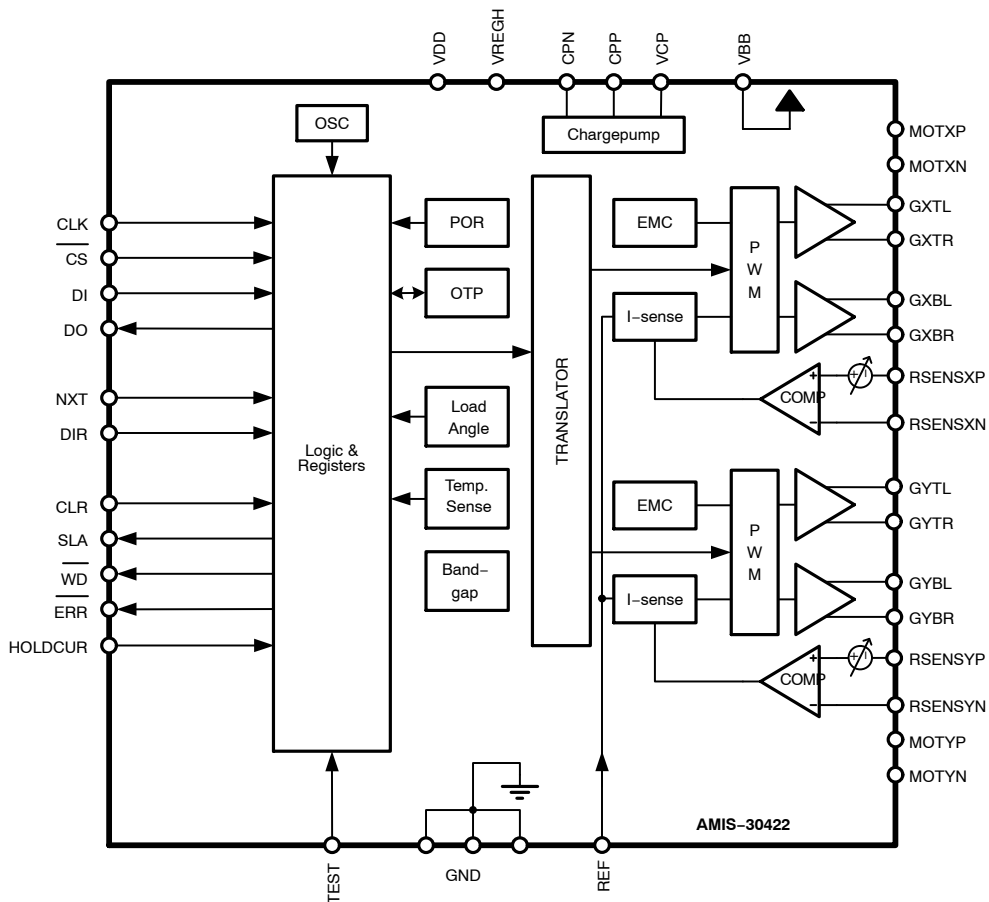 VDD
VREGH
CPN
CPP
VCP
VBB
OSC
Chargepump
MOTXP
MOTXN
CLK
CS
DI
DO
NXT
DIR
CLR
SLA
WD
ERR
HOLDCUR
Logic &
Registers
POR
OTP
Load
Angle
Temp.
Sense
Band−
gap
TRANSLATOR
EMC
I−sense
P
W
M
COMP
+
−
+
−
GXTL
GXTR
GXBL
GXBR
RSENSXP
RSENSXN
EMC
I−sense
P
W
M
COMP
+
−
+
−
GYTL
GYTR
GYBL
GYBR
RSENSYP
RSENSYN
MOTYP
MOTYN
AMIS−30422
TEST
GND
REF